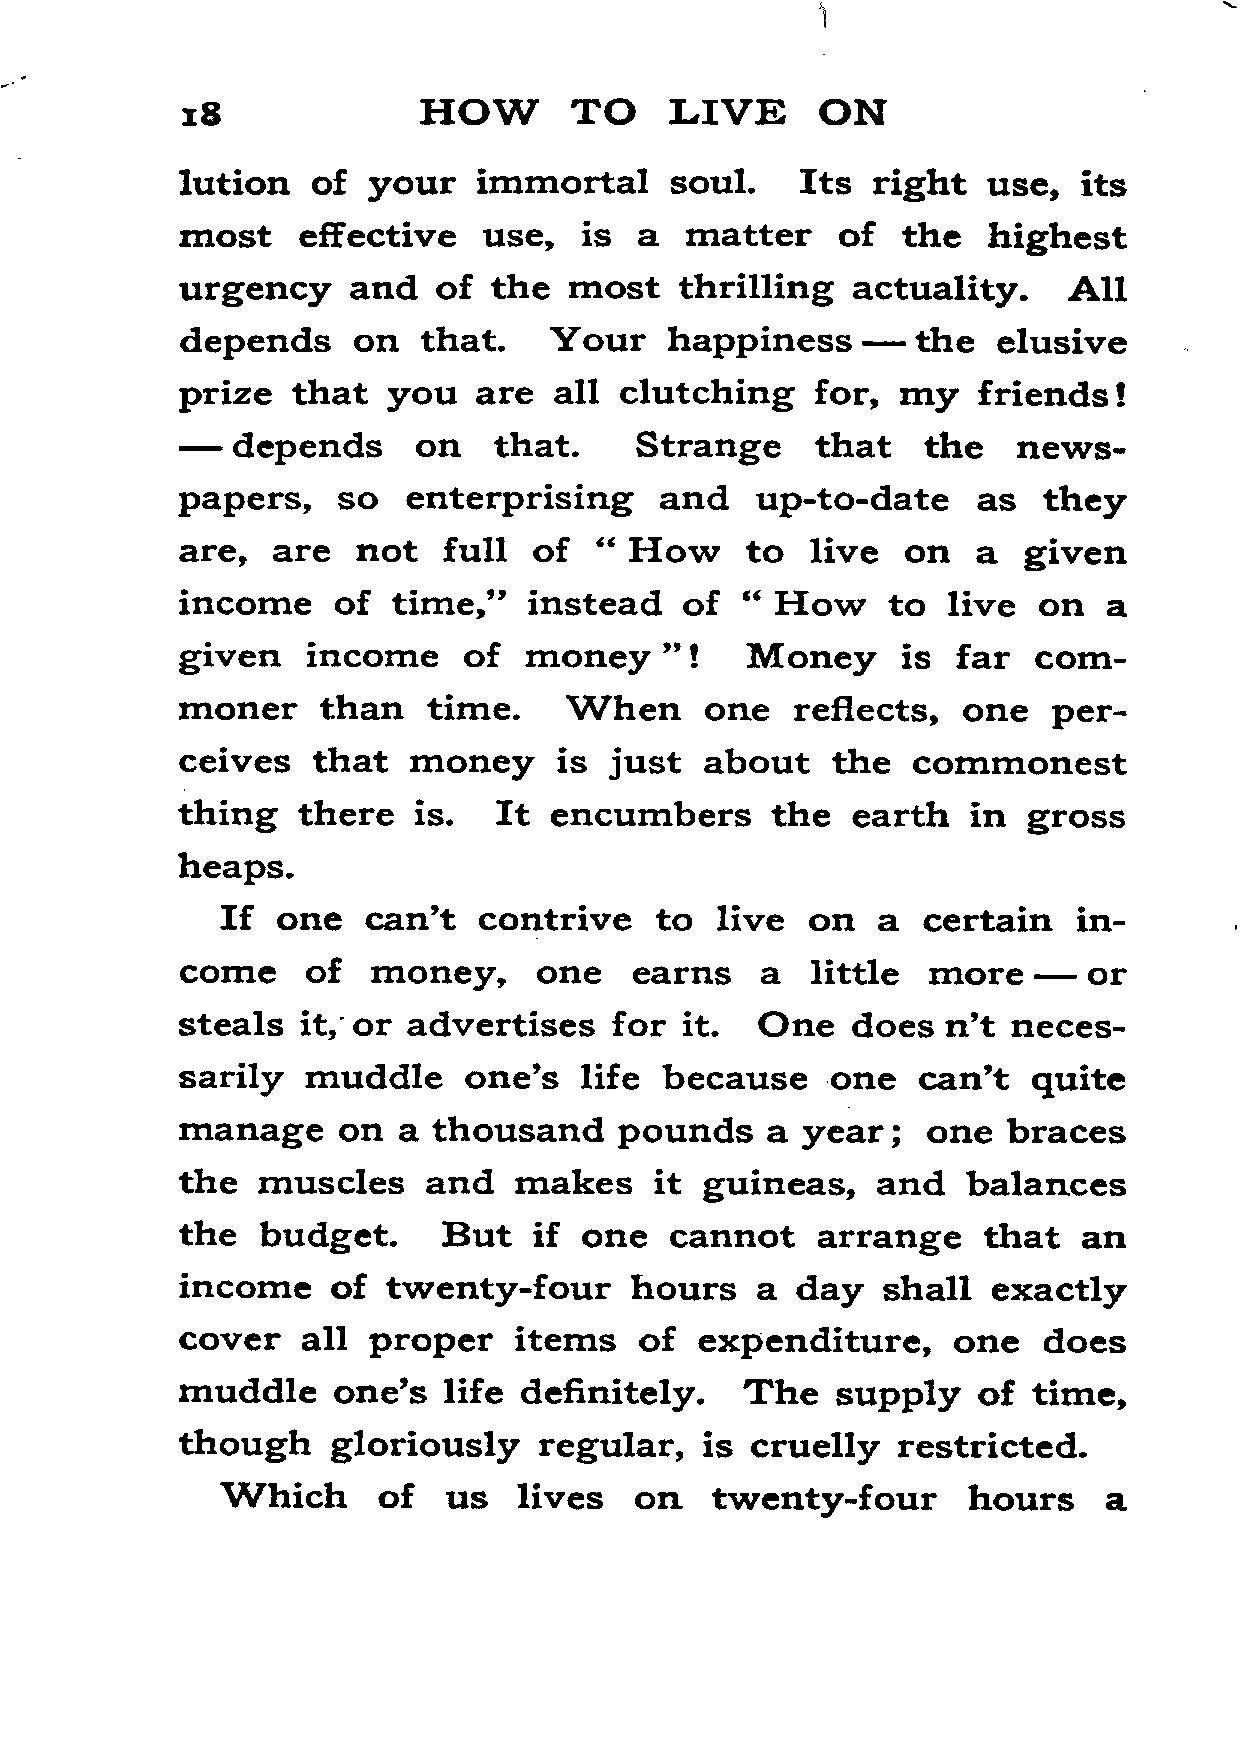 18 HOW TO LIVE ON
lution of your immortal soul. Its right use, its
most effective use, is a matter of the highest
urgency and of the most thrilling actuality. All
depends on that. Your happiness — the elusive
prize that you are all clutching for, my friends!
— depends on that. Strange that the news-
papers, so enterprising and up-to-date as they
are, are not full of “ How to live on a given
income of time,” instead of “ How to live on a
given income of money ”! Money is far com-
moner than time. When one reflects, one per-
ceives that money is just about the commonest
thing there is. It encumbers the earth in gross
heaps.
If one can’t contrive to live on a certain in-
come of money, one earns a little more — or
steals it, or advertises for it. One does n’t neces-
sarily muddle one’s life because one can’t quite
manage on a thousand pounds a year; one braces
the muscles and makes it guineas, and balances
the budget. But if one cannot arrange that an
income of twenty-four hours a day shall exactly
cover all proper items of expenditure, one does
muddle one’s life definitely. The supply of time,
though gloriously regular, is cruelly restricted.
Which of us lives on twenty-four hours a